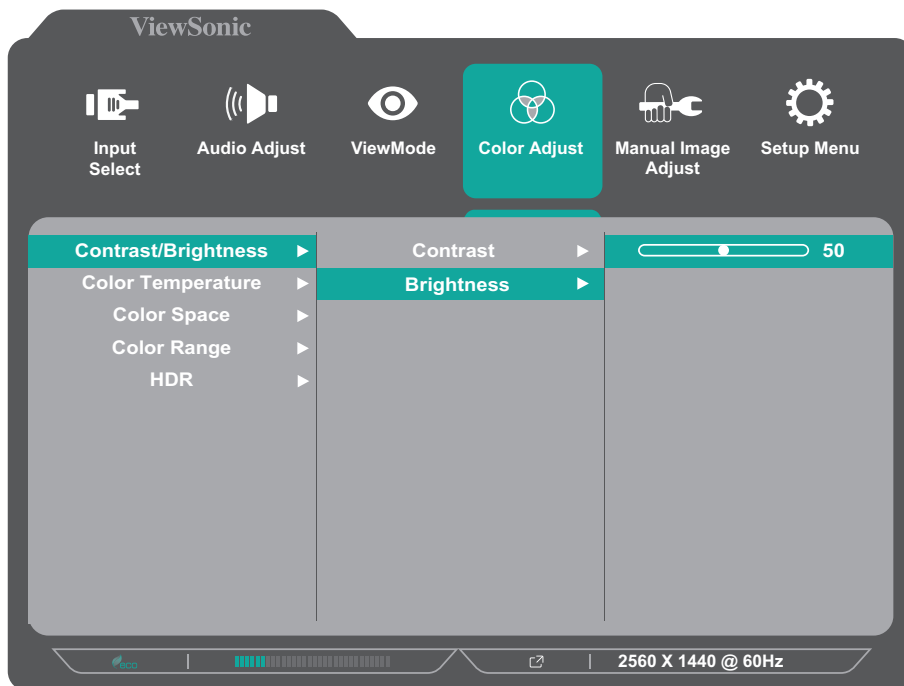 ViewSonic
Input Select
Audio Adjust
ViewMode
Color Adjust
Manual Image Adjust
Setup Menu
Contrast/Brightness
Contrast
50
Color Temperature
Brightness
Color Space
Color Range
HDR
eco
2560 X 1440 @ 60Hz